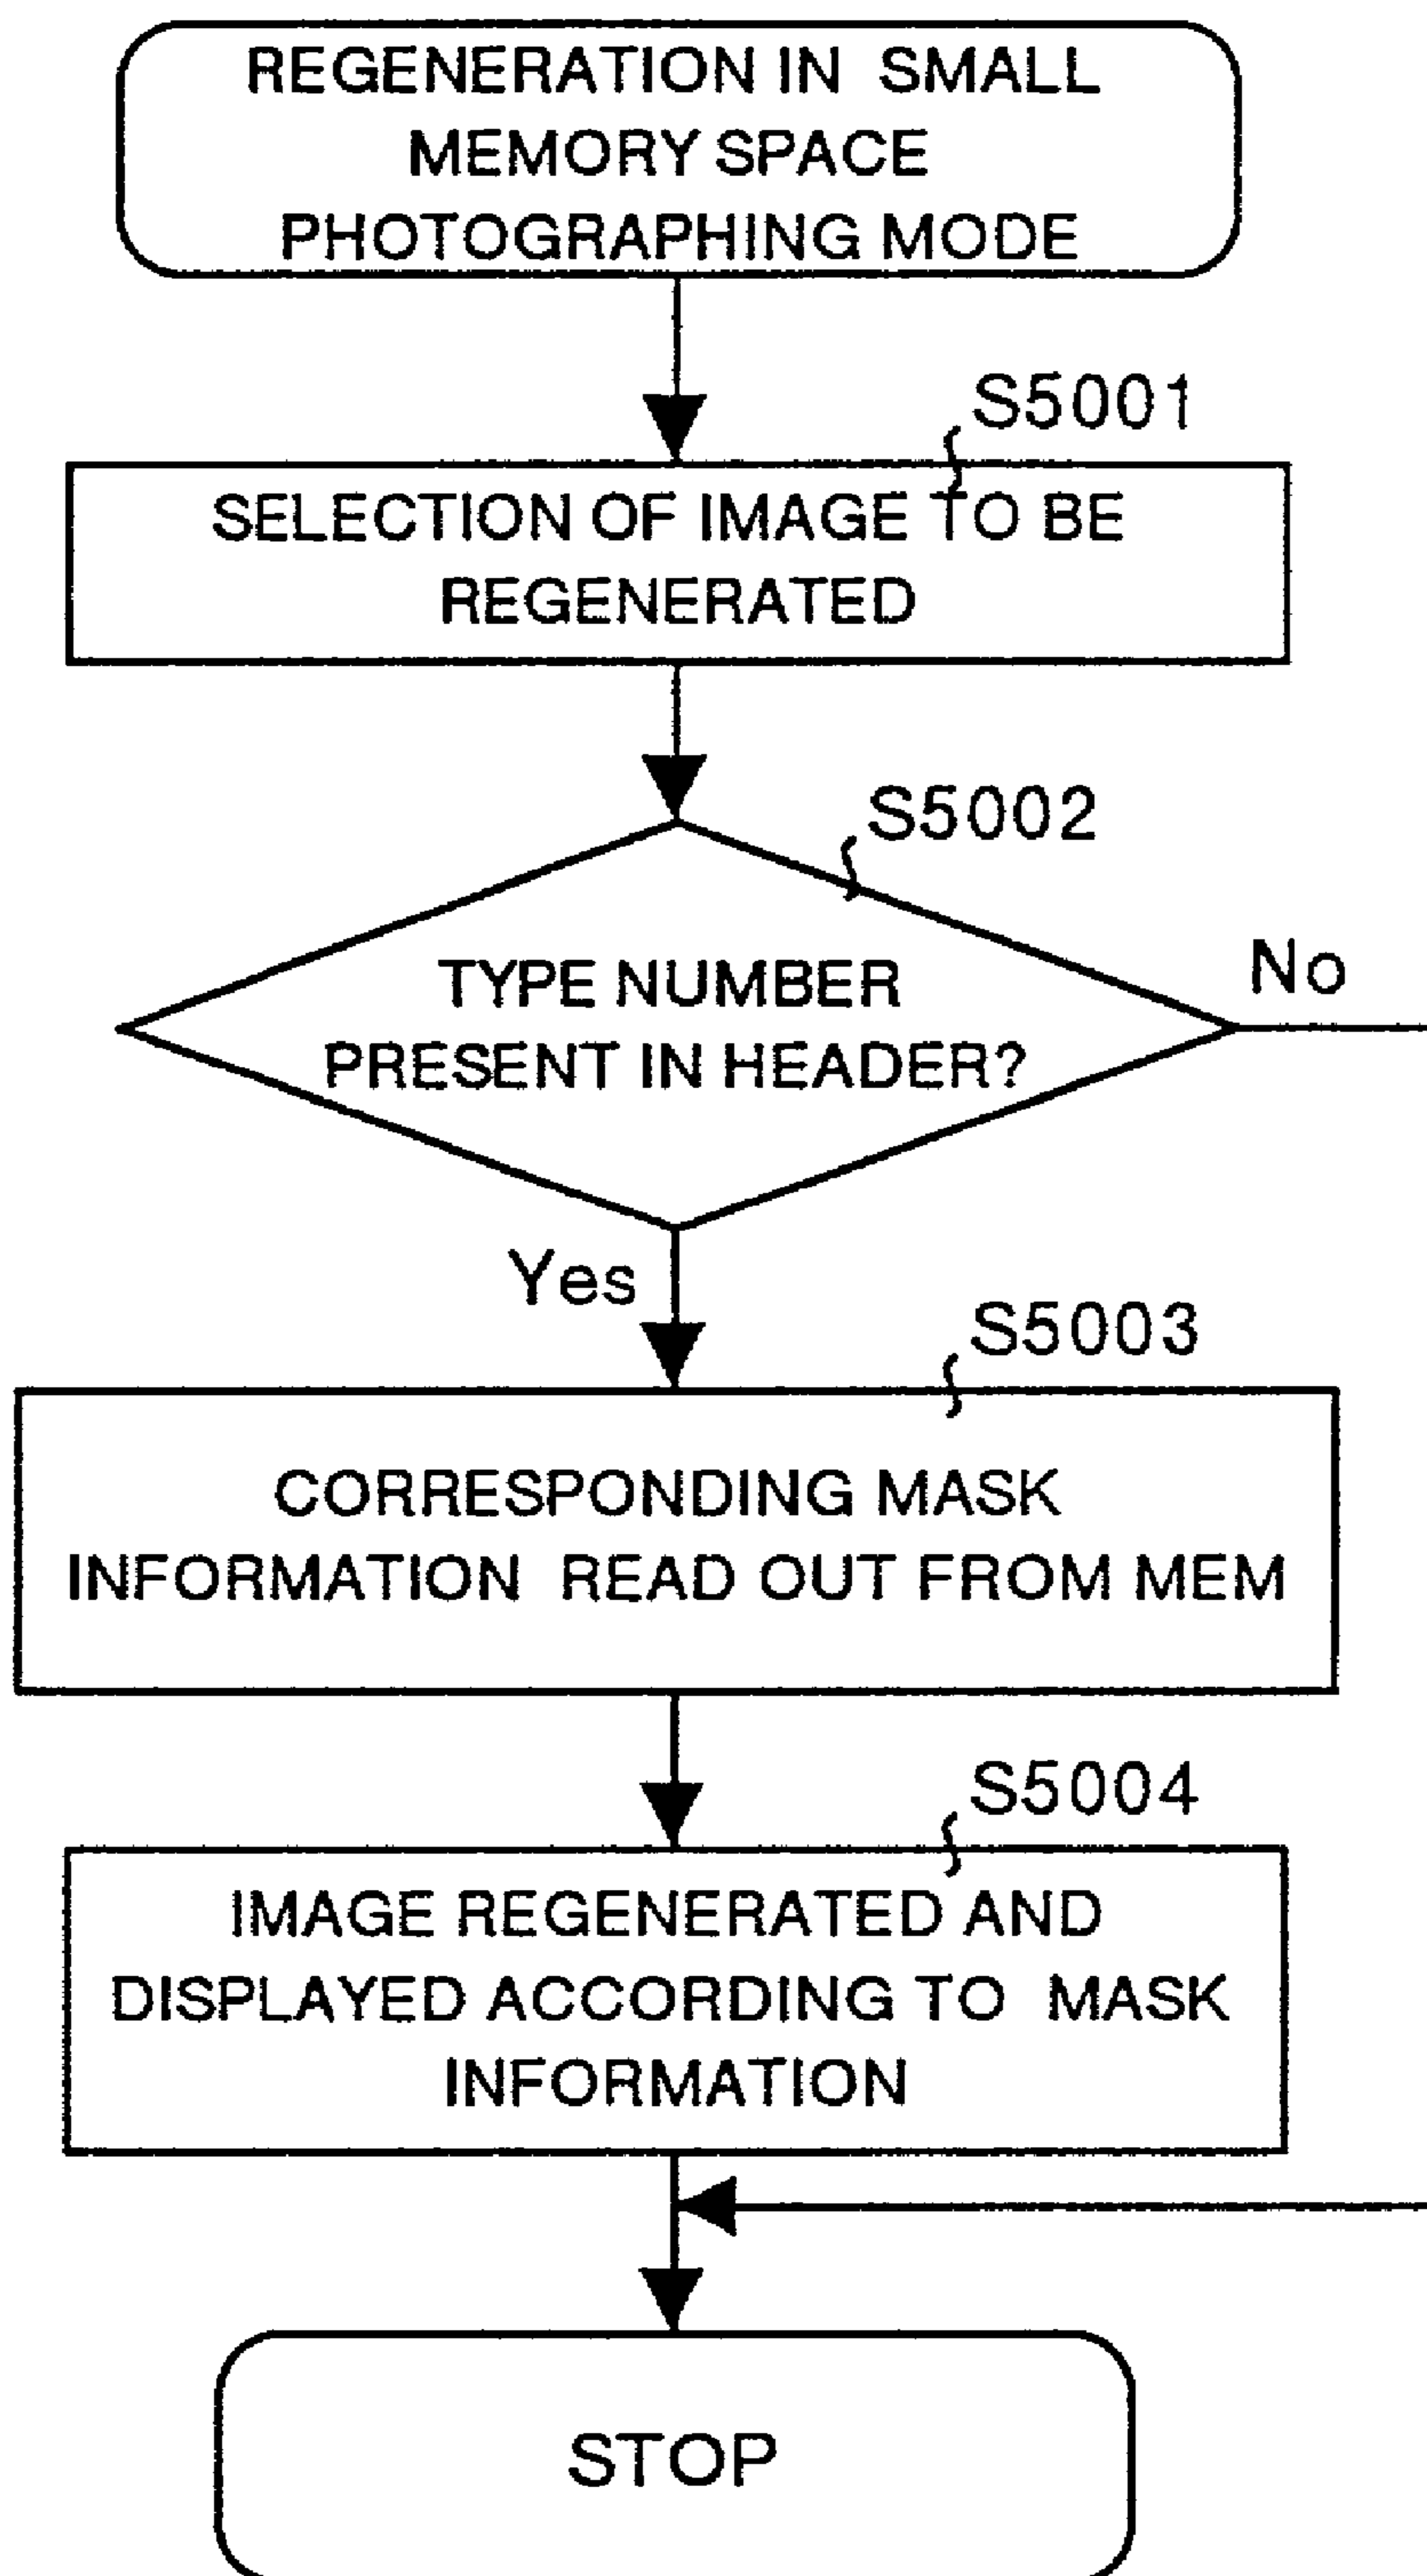 REGENERATION IN SMALL
MEMORY SPACE
PHOTOGRAPHING MODE
S5001
SELECTION OF IMAGE TO BE
REGENERATED
S5002
TYPE NUMBER
PRESENT IN HEADER?
No
Yes
S5003
CORRESPONDING MASK
INFORMATION READ OUT FROM MEM
S5004
IMAGE REGENERATED AND
DISPLAYED ACCORDING TO MASK
INFORMATION
STOP